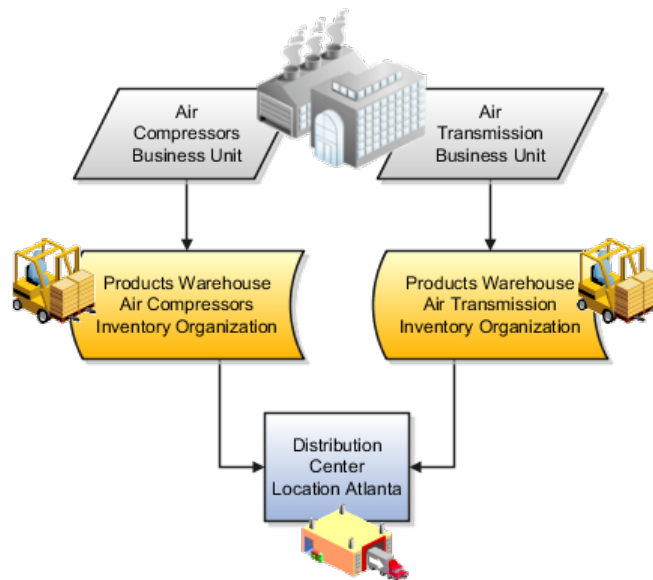 Air
Compressors
Business Unit
Air
Transmission
Business Unit
Products Warehouse
Air Compressors
Inventory Organization
Products Warehouse
Air Transmission
Inventory Organization
Distribution
Center
Location Atlanta